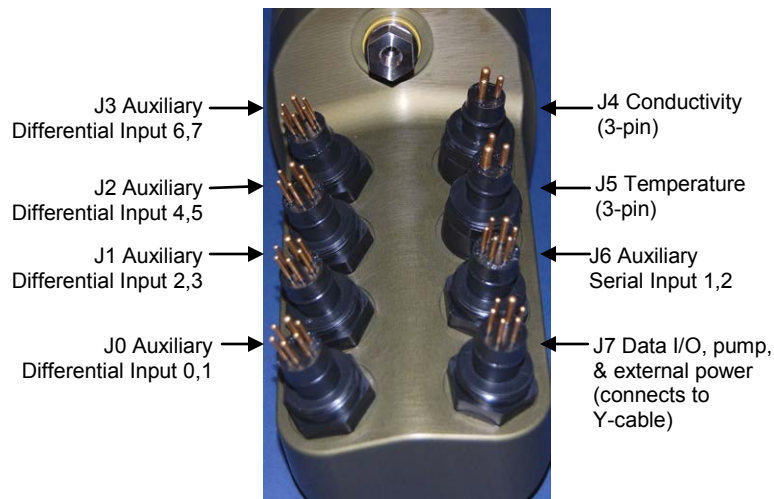 J3 Auxiliary
Differential Input 6,7
J2 Auxiliary
Differential Input 4,5
J1 Auxiliary
Differential Input 2,3
J0 Auxiliary
Differential Input 0,1
J4 Conductivity
(3-pin)
J5 Temperature
(3-pin)
J6 Auxiliary
Serial Input 1,2
J7 Data I/O, pump,
& external power
(connects to
Y-cable)